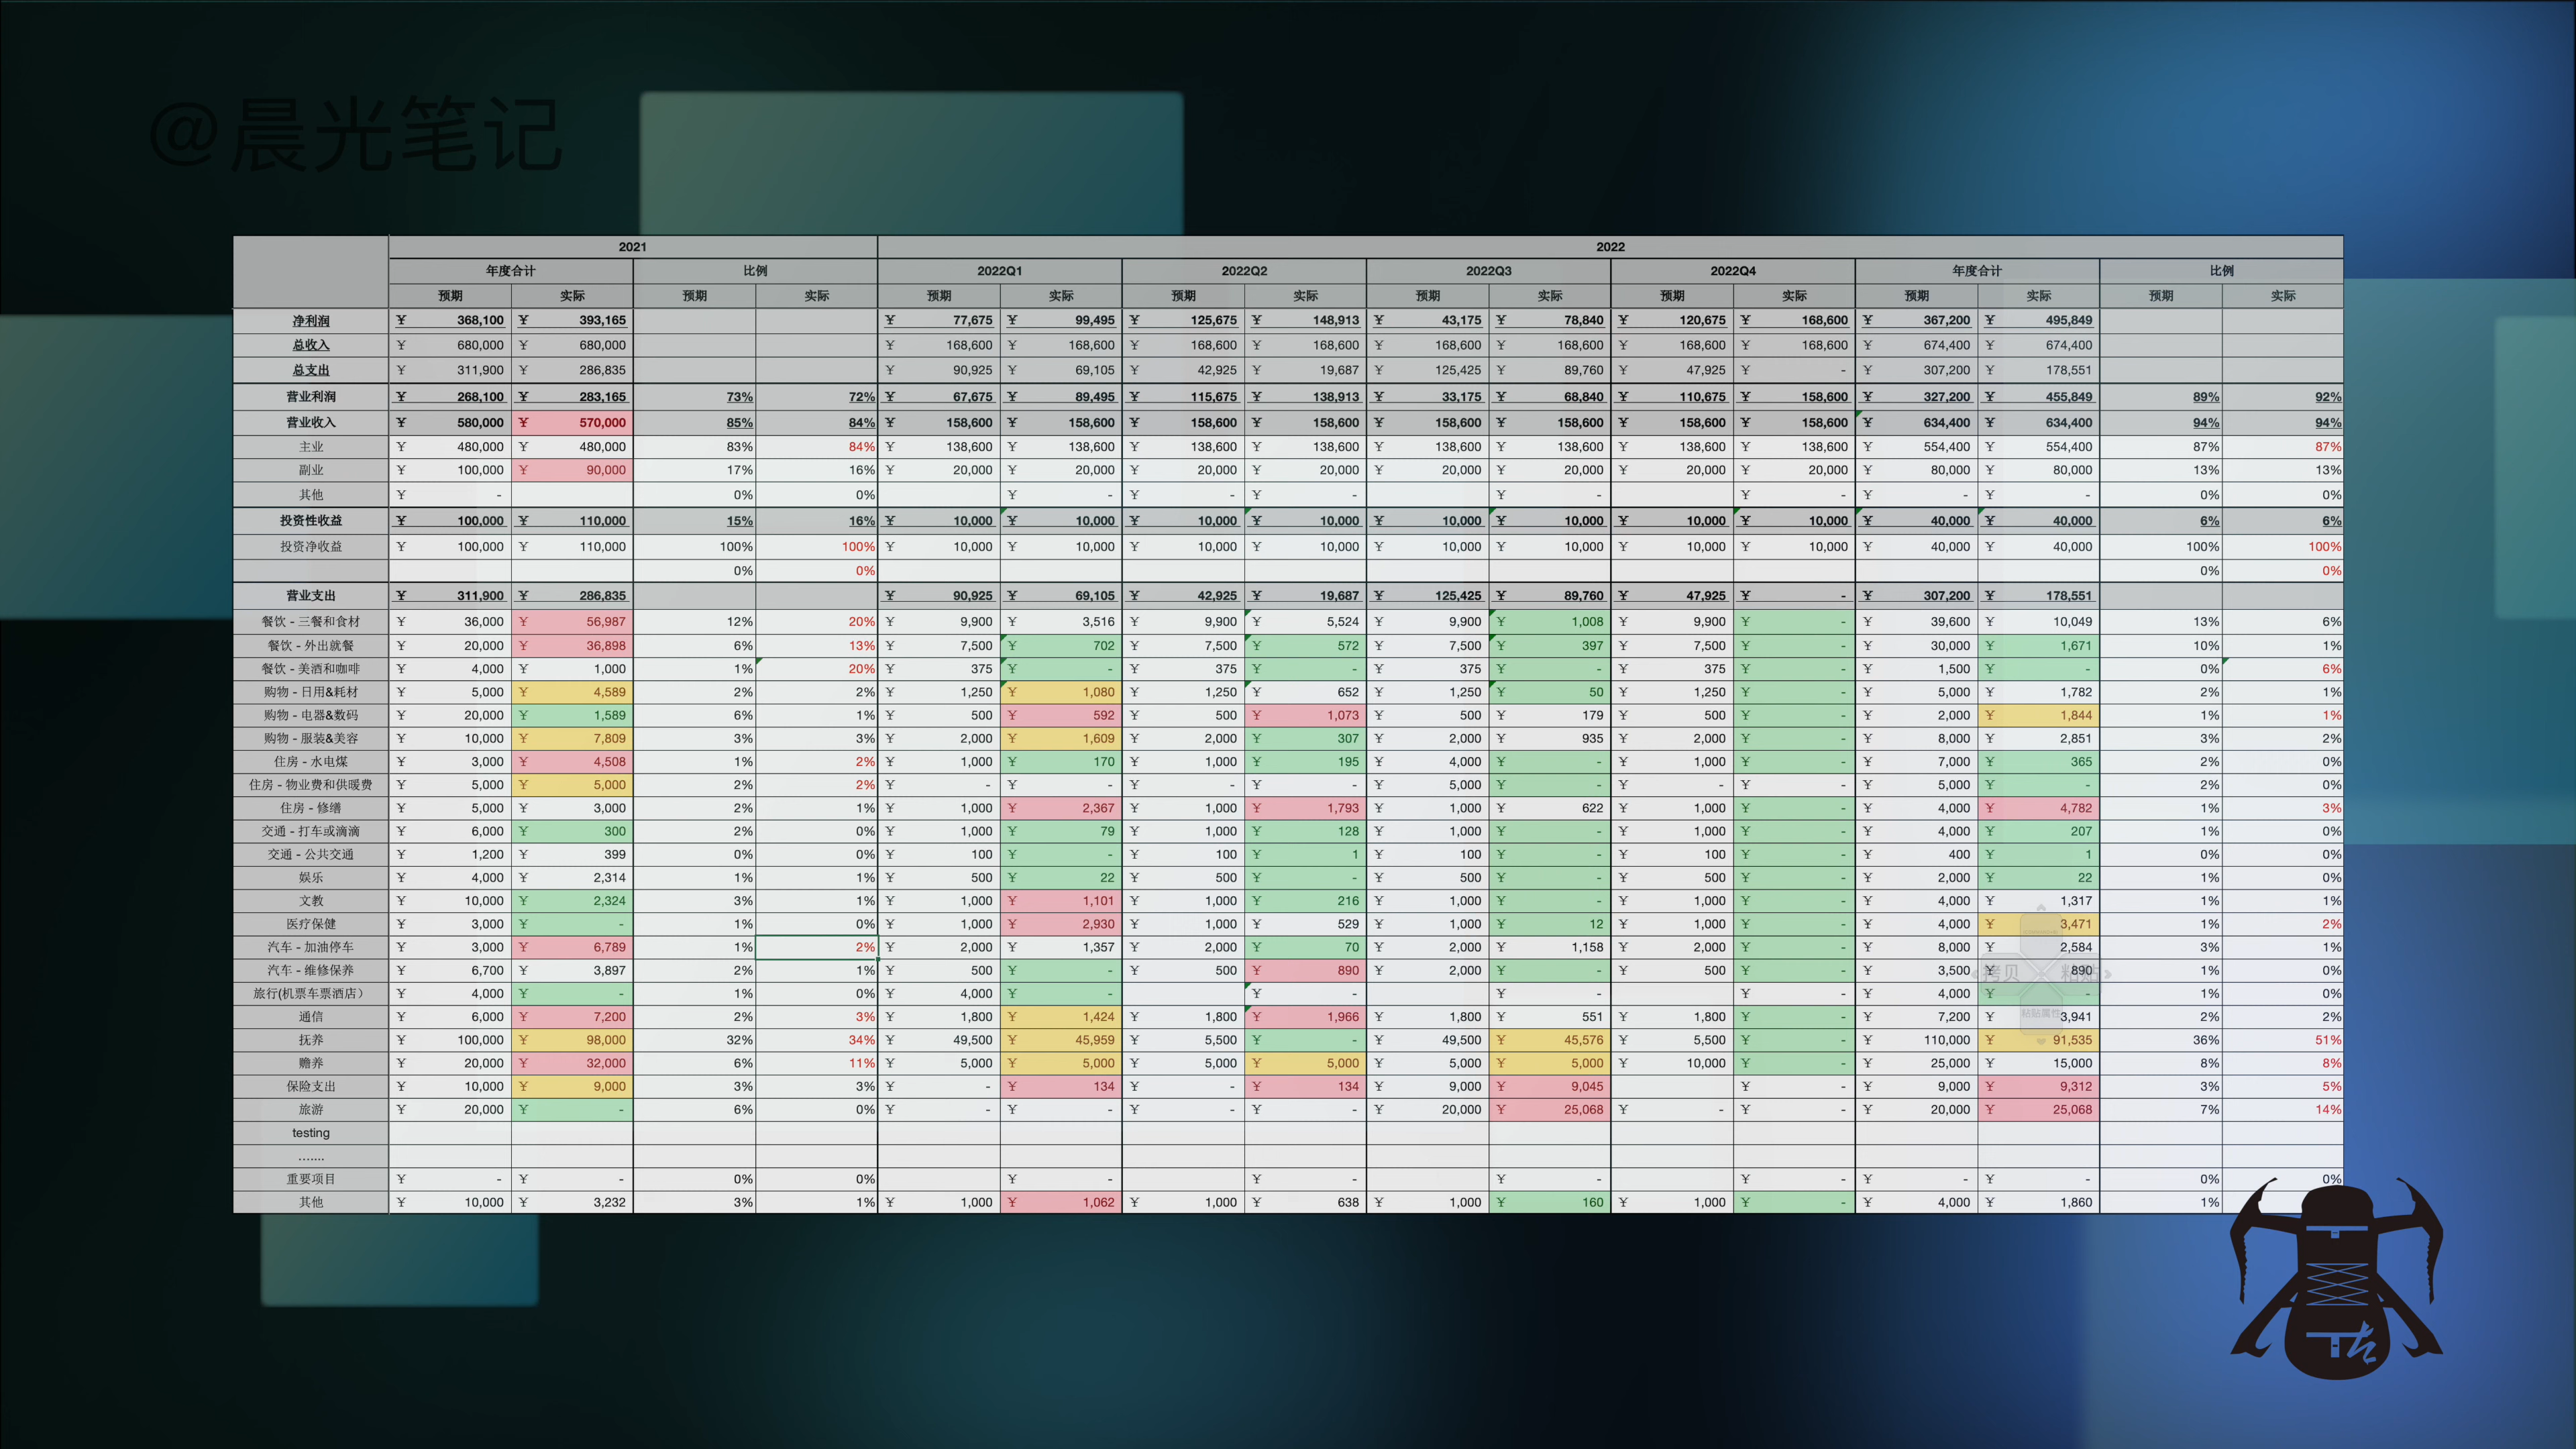 @晨光笔记
2021 2022
年度合计 比例 2022Q1 2022Q2 2022Q3 2022Q4 年度合计 比例
预期 实际 预期 实际 预期 实际 预期 实际 预期 实际 预期 实际 预期 实际 预期 实际
净利润 ¥ 368,100 ¥ 393,165 ¥ 77,675 ¥ 99,495 ¥ 125,675 ¥ 148,913 ¥ 43,175 ¥ 78,840 ¥ 120,675 ¥ 168,600 ¥ 367,200 ¥ 495,849
总收入 ¥ 680,000 ¥ 680,000 ¥ 168,600 ¥ 168,600 ¥ 168,600 ¥ 168,600 ¥ 168,600 ¥ 168,600 ¥ 168,600 ¥ 168,600 ¥ 674,400 ¥ 674,400
总支出 ¥ 311,900 ¥ 286,835 ¥ 90,925 ¥ 69,105 ¥ 42,925 ¥ 19,687 ¥ 125,425 ¥ 89,760 ¥ 47,925 ¥ - ¥ 307,200 ¥ 178,551
营业利润 ¥ 268,100 ¥ 283,165 73% 72% ¥ 67,675 ¥ 89,495 ¥ 115,675 ¥ 138,913 ¥ 33,175 ¥ 68,840 ¥ 110,675 ¥ 158,600 ¥ 327,200 ¥ 455,849 89% 92%
营业收入 ¥ 580,000 ¥ 570,000 85% 84% ¥ 158,600 ¥ 158,600 ¥ 158,600 ¥ 158,600 ¥ 158,600 ¥ 158,600 ¥ 158,600 ¥ 158,600 ¥ 634,400 ¥ 634,400 94% 94%
主业 ¥ 480,000 ¥ 480,000 83% 84% ¥ 138,600 ¥ 138,600 ¥ 138,600 ¥ 138,600 ¥ 138,600 ¥ 138,600 ¥ 138,600 ¥ 138,600 ¥ 554,400 ¥ 554,400 87% 87%
副业 ¥ 100,000 ¥ 90,000 17% 16% ¥ 20,000 ¥ 20,000 ¥ 20,000 ¥ 20,000 ¥ 20,000 ¥ 20,000 ¥ 20,000 ¥ 20,000 ¥ 80,000 ¥ 80,000 13% 13%
其他 ¥ - 0% 0% ¥ - ¥ - ¥ - ¥ - ¥ - ¥ - ¥ - 0% 0%
投资性收益 ¥ 100,000 ¥ 110,000 15% 16% ¥ 10,000 ¥ 10,000 ¥ 10,000 ¥ 10,000 ¥ 10,000 ¥ 10,000 ¥ 10,000 ¥ 10,000 ¥ 40,000 ¥ 40,000 6% 6%
投资净收益 ¥ 100,000 ¥ 110,000 100% 100% ¥ 10,000 ¥ 10,000 ¥ 10,000 ¥ 10,000 ¥ 10,000 ¥ 10,000 ¥ 10,000 ¥ 10,000 ¥ 40,000 ¥ 40,000 100% 100%
0% 0% 0% 0%
营业支出 ¥ 311,900 ¥ 286,835 ¥ 90,925 ¥ 69,105 ¥ 42,925 ¥ 19,687 ¥ 125,425 ¥ 89,760 ¥ 47,925 ¥ - ¥ 307,200 ¥ 178,551
餐饮 - 三餐和食材 ¥ 36,000 ¥ 56,987 12% 20% ¥ 9,900 ¥ 3,516 ¥ 9,900 ¥ 5,524 ¥ 9,900 ¥ 1,008 ¥ 9,900 ¥ - ¥ 39,600 ¥ 10,049 13% 6%
餐饮 - 外出就餐 ¥ 20,000 ¥ 36,898 6% 13% ¥ 7,500 ¥ 702 ¥ 7,500 ¥ 572 ¥ 7,500 ¥ 397 ¥ 7,500 ¥ - ¥ 30,000 ¥ 1,671 10% 1%
餐饮 - 美酒和咖啡 ¥ 4,000 ¥ 1,000 1% 20% ¥ 375 ¥ - ¥ 375 ¥ - ¥ 375 ¥ - ¥ 375 ¥ - ¥ 1,500 ¥ - 0% 6%
购物 - 日用&耗材 ¥ 5,000 ¥ 4,589 2% 2% ¥ 1,250 ¥ 1,080 ¥ 1,250 ¥ 652 ¥ 1,250 ¥ 50 ¥ 1,250 ¥ - ¥ 5,000 ¥ 1,782 2% 1%
购物 - 电器&数码 ¥ 20,000 ¥ 1,589 6% 1% ¥ 500 ¥ 592 ¥ 500 ¥ 1,073 ¥ 500 ¥ 179 ¥ 500 ¥ - ¥ 2,000 ¥ 1,844 1% 1%
购物 - 服装&美容 ¥ 10,000 ¥ 7,809 3% 3% ¥ 2,000 ¥ 1,609 ¥ 2,000 ¥ 307 ¥ 2,000 ¥ 935 ¥ 2,000 ¥ - ¥ 8,000 ¥ 2,851 3% 2%
住房 - 水电煤 ¥ 3,000 ¥ 4,508 1% 2% ¥ 1,000 ¥ 170 ¥ 1,000 ¥ 195 ¥ 4,000 ¥ - ¥ 1,000 ¥ - ¥ 7,000 ¥ 365 2% 0%
住房 - 物业费和供暖费 ¥ 5,000 ¥ 5,000 2% 2% ¥ - ¥ - ¥ - ¥ - ¥ 5,000 ¥ - ¥ - ¥ - ¥ 5,000 ¥ - 2% 0%
住房 - 修缮 ¥ 5,000 ¥ 3,000 2% 1% ¥ 1,000 ¥ 2,367 ¥ 1,000 ¥ 1,793 ¥ 1,000 ¥ 622 ¥ 1,000 ¥ - ¥ 4,000 ¥ 4,782 1% 3%
交通 - 打车或滴滴 ¥ 6,000 ¥ 300 2% 0% ¥ 1,000 ¥ 79 ¥ 1,000 ¥ 128 ¥ 1,000 ¥ - ¥ 1,000 ¥ - ¥ 4,000 ¥ 207 1% 0%
交通 - 公共交通 ¥ 1,200 ¥ 399 0% 0% ¥ 100 ¥ - ¥ 100 ¥ 1 ¥ 100 ¥ - ¥ 100 ¥ - ¥ 400 ¥ 1 0% 0%
娱乐 ¥ 4,000 ¥ 2,314 1% 1% ¥ 500 ¥ 22 ¥ 500 ¥ - ¥ 500 ¥ - ¥ 500 ¥ - ¥ 2,000 ¥ 22 1% 0%
文教 ¥ 10,000 ¥ 2,324 3% 1% ¥ 1,000 ¥ 1,101 ¥ 1,000 ¥ 216 ¥ 1,000 ¥ - ¥ 1,000 ¥ - ¥ 4,000 ¥ 1,317 1% 1%
医疗保健 ¥ 3,000 ¥ - 1% 0% ¥ 1,000 ¥ 2,930 ¥ 1,000 ¥ 529 ¥ 1,000 ¥ 12 ¥ 1,000 ¥ - ¥ 4,000 ¥ 3,471 1% 2%
汽车 - 加油停车 ¥ 3,000 ¥ 6,789 1% 2% ¥ 2,000 ¥ 1,357 ¥ 2,000 ¥ 70 ¥ 2,000 ¥ 1,158 ¥ 2,000 ¥ - ¥ 8,000 ¥ 2,584 3% 1%
汽车 - 维修保养 ¥ 6,700 ¥ 3,897 2% 1% ¥ 500 ¥ - ¥ 500 ¥ 890 ¥ 2,000 ¥ - ¥ 500 ¥ - ¥ 3,500 ¥ 890 1% 0%
拷贝 粘贴
旅行(机票车票酒店） ¥ 4,000 ¥ - 1% 0% ¥ 4,000 ¥ - ¥ - ¥ - ¥ - ¥ 4,000 ¥ - 1% 0%
通信 ¥ 6,000 ¥ 7,200 2% 3% ¥ 1,800 ¥ 1,424 ¥ 1,800 ¥ 1,966 ¥ 1,800 ¥ 551 ¥ 1,800 ¥ - ¥ 7,200 ¥ 3,941 2% 2%
粘贴属性
抚养 ¥ 100,000 ¥ 98,000 32% 34% ¥ 49,500 ¥ 45,959 ¥ 5,500 ¥ - ¥ 49,500 ¥ 45,576 ¥ 5,500 ¥ - ¥ 110,000 ¥ 91,535 36% 51%
赡养 ¥ 20,000 ¥ 32,000 6% 11% ¥ 5,000 ¥ 5,000 ¥ 5,000 ¥ 5,000 ¥ 5,000 ¥ 5,000 ¥ 10,000 ¥ - ¥ 25,000 ¥ 15,000 8% 8%
保险支出 ¥ 10,000 ¥ 9,000 3% 3% ¥ - ¥ 134 ¥ - ¥ 134 ¥ 9,000 ¥ 9,045 ¥ - ¥ 9,000 ¥ 9,312 3% 5%
旅游 ¥ 20,000 ¥ - 6% 0% ¥ - ¥ - ¥ - ¥ - ¥ 20,000 ¥ 25,068 ¥ - ¥ - ¥ 20,000 ¥ 25,068 7% 14%
testing
.......
重要项目 ¥ - ¥ - 0% 0% ¥ - ¥ - ¥ - ¥ - ¥ - ¥ - 0% 0%
其他 ¥ 10,000 ¥ 3,232 3% 1% ¥ 1,000 ¥ 1,062 ¥ 1,000 ¥ 638 ¥ 1,000 ¥ 160 ¥ 1,000 ¥ - ¥ 4,000 ¥ 1,860 1%